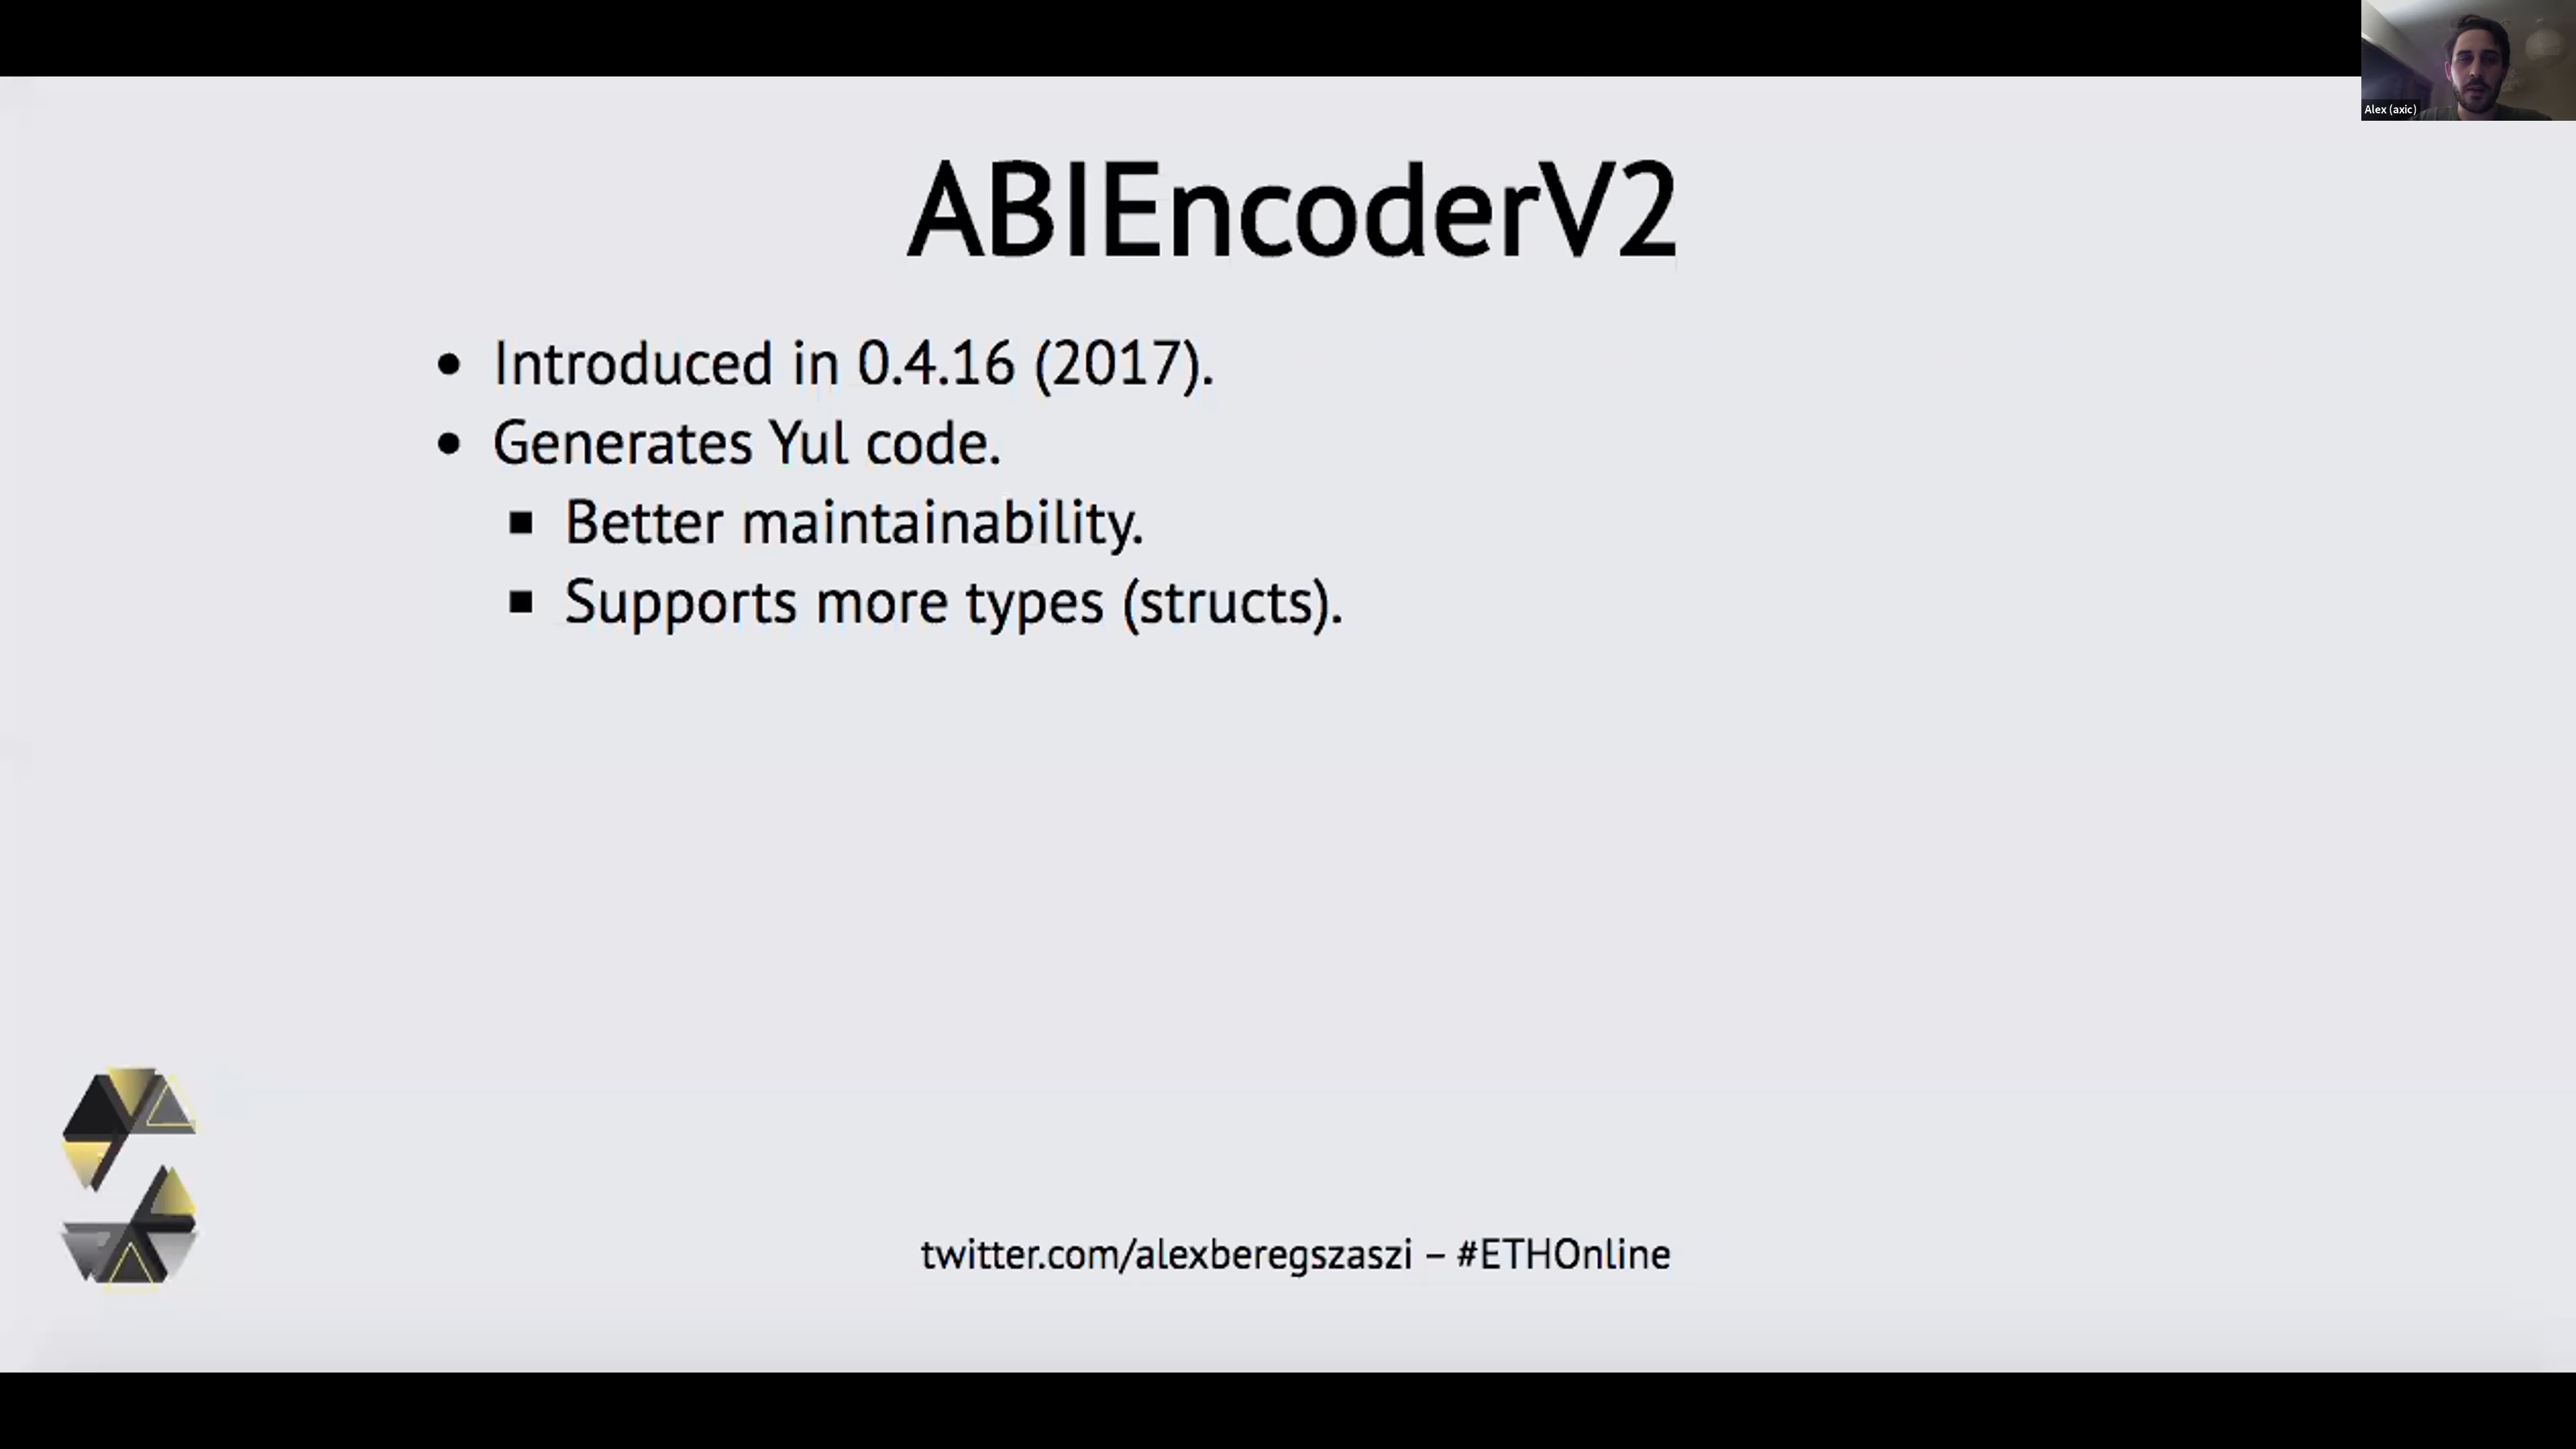 Alex (axic)
ABIEncoderV2
• Introduced in 0.4.16 (2017).
• Generates Yul code.
▪ Better maintainability.
▪ Supports more types (structs).
twitter.com/alexberegszaszi – #ETHOnline